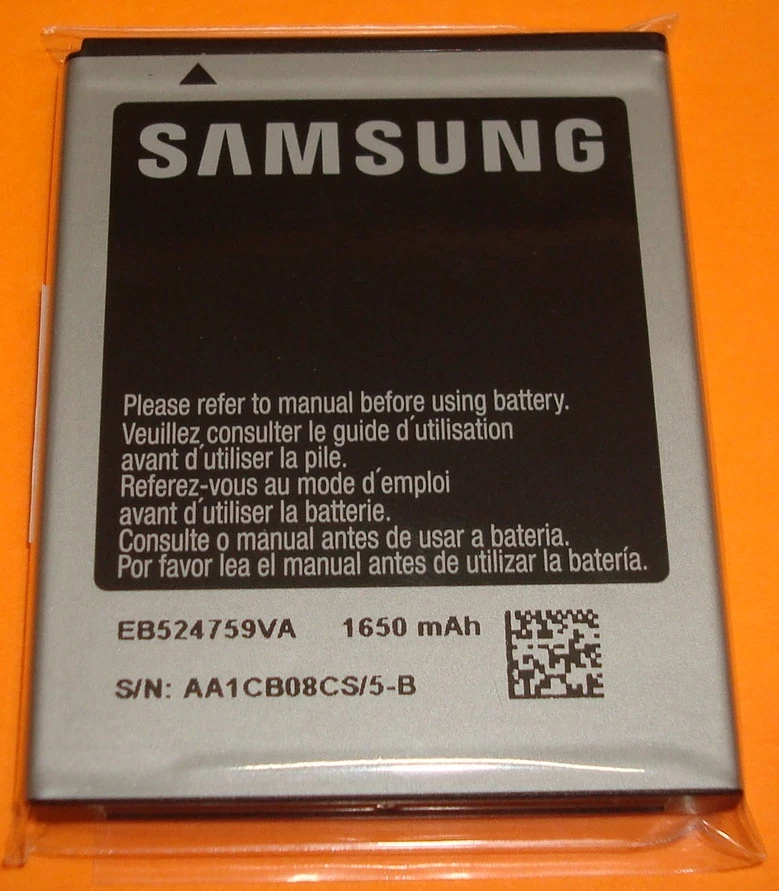 SAMSUNG
Please refer to manual before using battery.
Veuillez consulter le guide d´utilisation
avant d´utiliser la pile.
Referez-vous au mode d´emploi
avant d´utiliser la batterie.
Consulte o manual antes de usar a bateria.
Por favor lea el manual antes de utilizar la batería.
EB524759VA 1650 mAh
S/N: AA1CB08CS/5-B